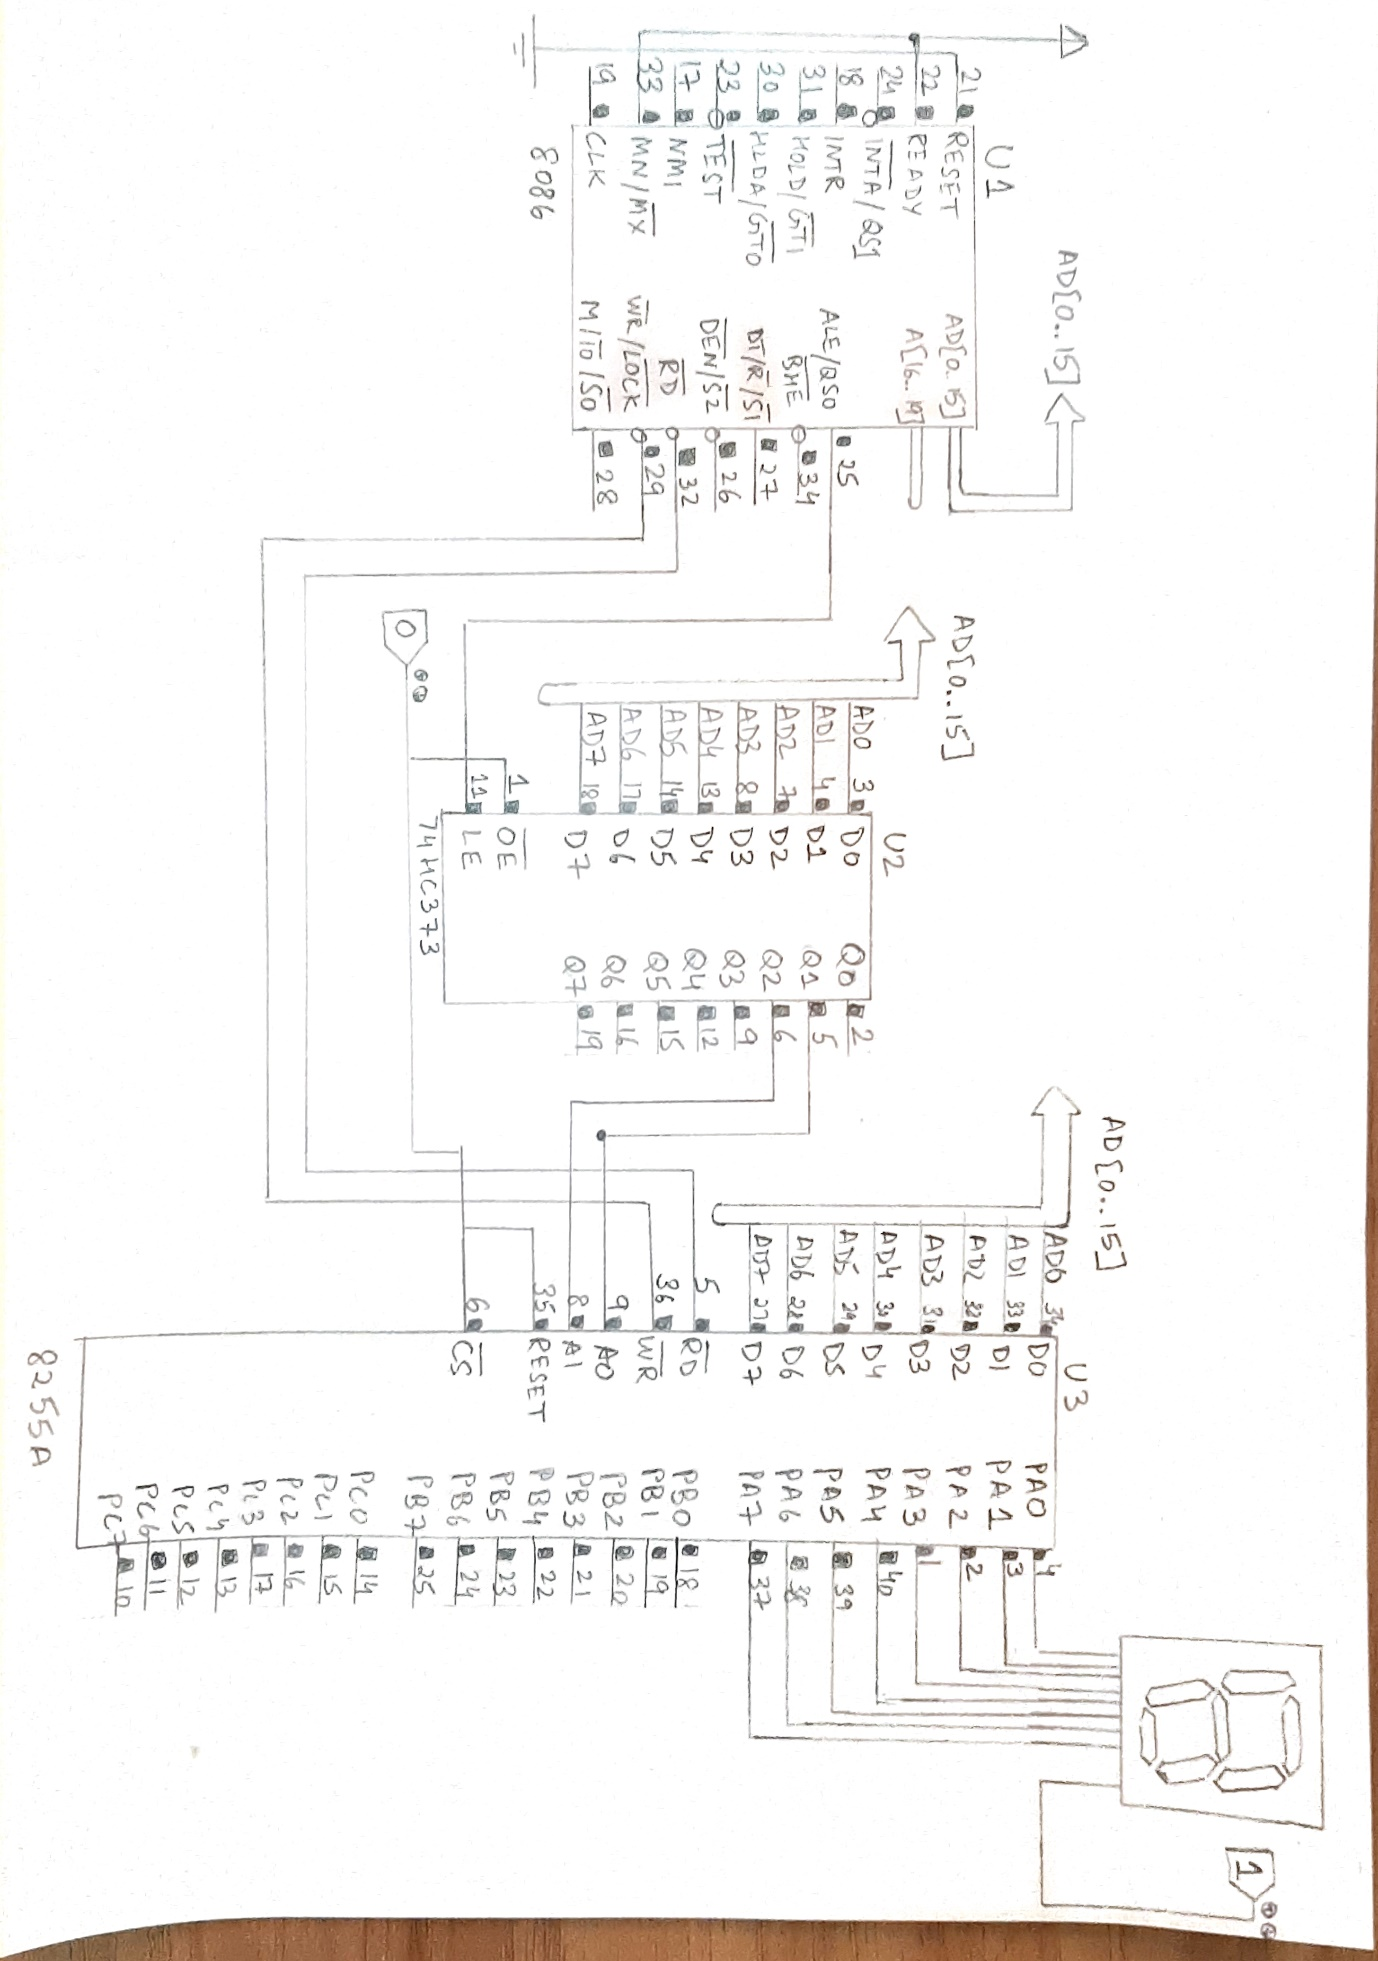 U1
21 RESET
22 READY
24 INTA/QS1
18 INTR
31 HOLD/GT1
30 HLDA/GT0
23 TEST
17 NMI
33 MN/MX
19 CLK
8086
AD[0..15]
AD[0..15]
A[16..19]
ALE/QS0 25
BHE 34
DT/R/S1 27
DEN/S2 26
RD 32
WR/LOCK 29
M/IO/S0 28
0
AD[0..15]
U2
AD0 3 D0
AD1 4 D1
AD2 7 D2
AD3 8 D3
AD4 13 D4
AD5 14 D5
AD6 17 D6
AD7 18 D7
1 OE
11 LE
74HC373
Q0 2
Q1 5
Q2 6
Q3 9
Q4 12
Q5 15
Q6 16
Q7 19
AD[0..15]
U3
AD0 34 D0
AD1 33 D1
AD2 32 D2
AD3 31 D3
AD4 30 D4
AD5 29 D5
AD6 28 D6
AD7 27 D7
5 RD
36 WR
9 A0
8 A1
35 RESET
6 CS
8255A
PA0 4
PA1 3
PA2 2
PA3 1
PA4 40
PA5 39
PA6 38
PA7 37
PB0 18
PB1 19
PB2 20
PB3 21
PB4 22
PB5 23
PB6 24
PB7 25
PC0 14
PC1 15
PC2 16
PC3 17
PC4 13
PC5 12
PC6 11
PC7 10
1